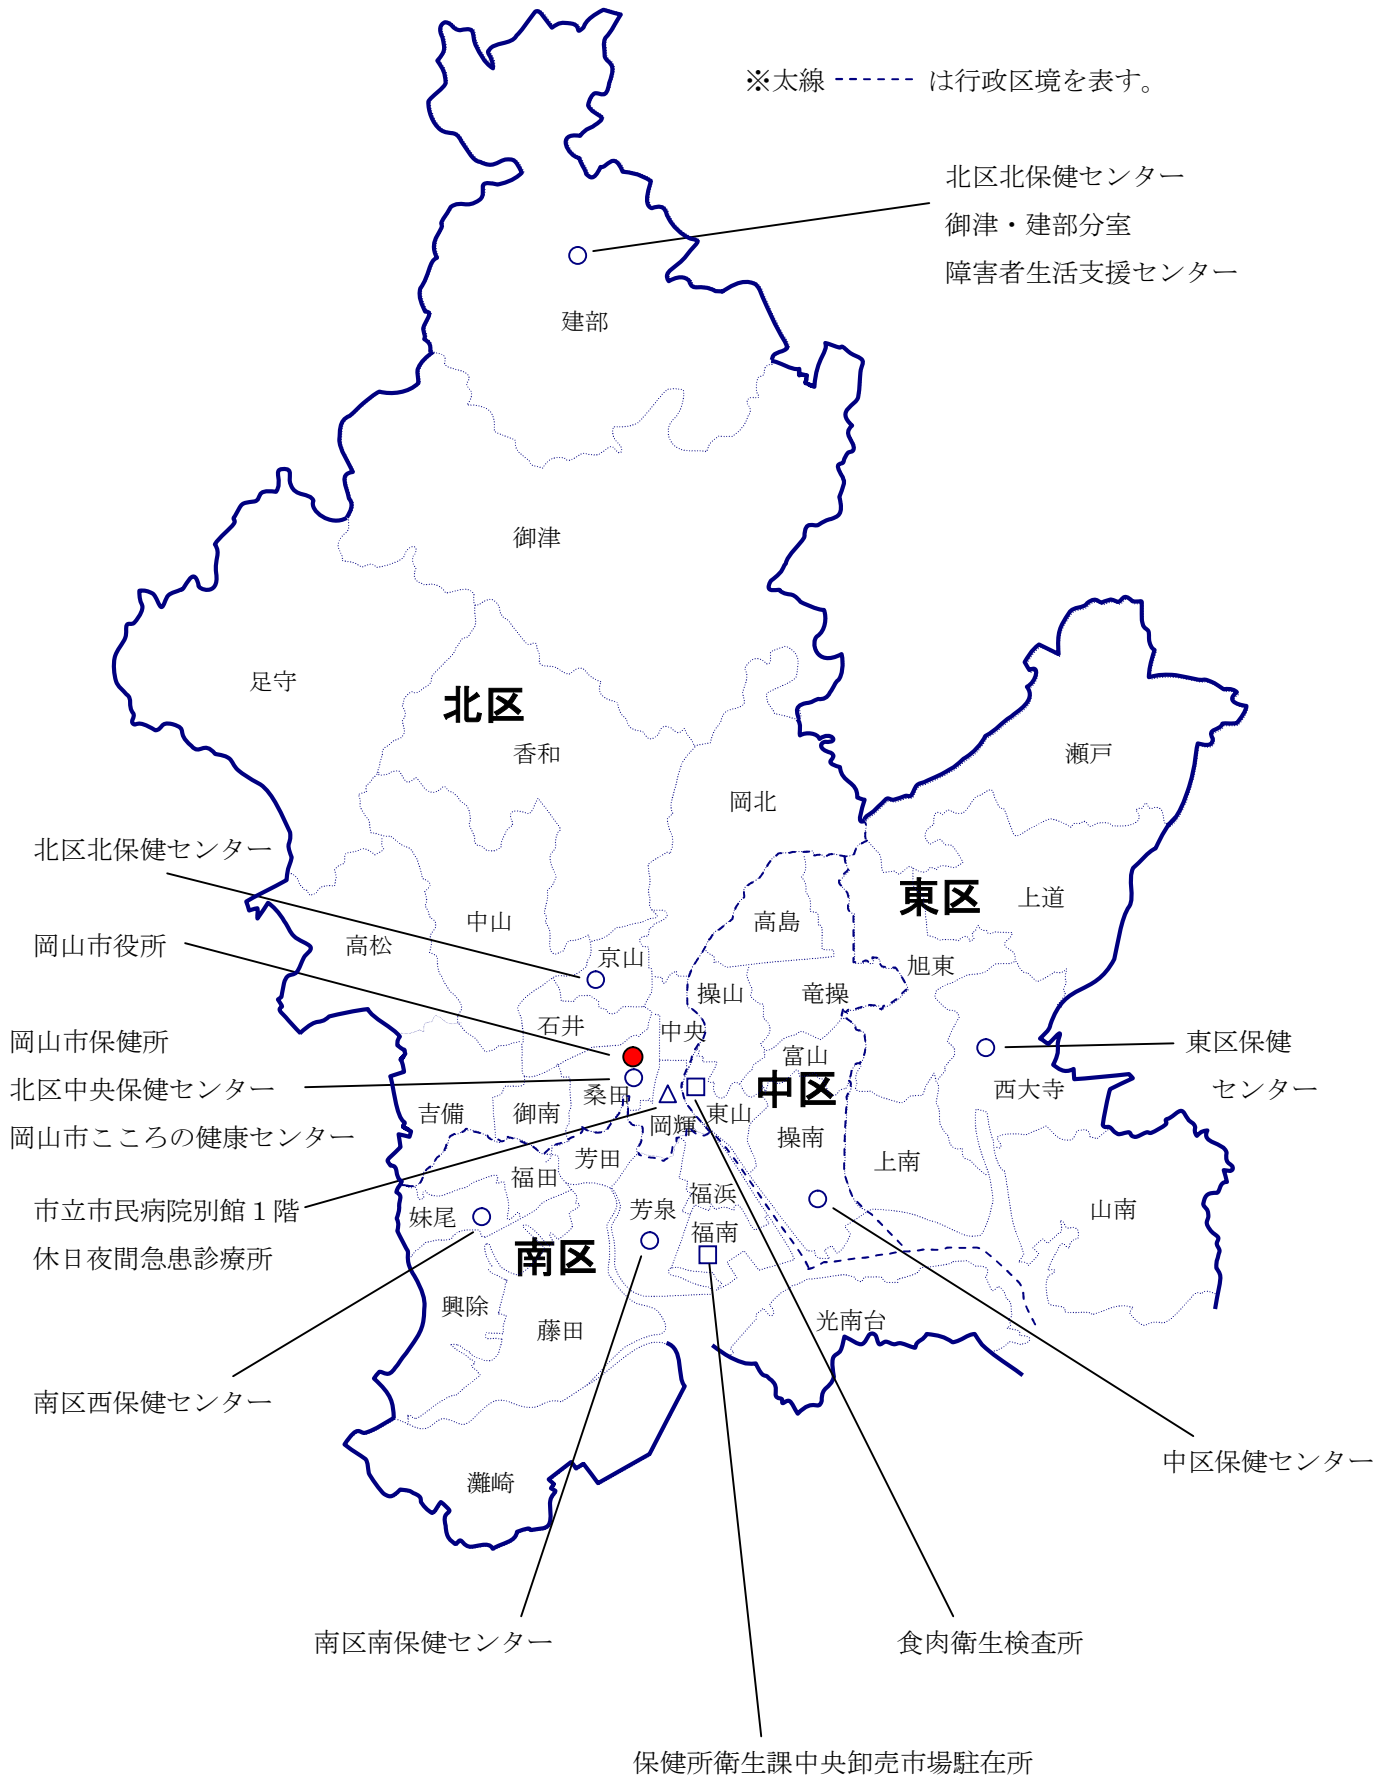 ※太線 ------ は行政区境を表す。
北区北保健センター
御津・建部分室
障害者生活支援センター
建部
御津
足守
北区
香和
瀬戸
岡北
北区北保健センター
東区
上道
高島
中山
高松
岡山市役所
京山
旭東
操山
竜操
石井
中央
岡山市保健所
北区中央保健センター
岡山市こころの健康センター
富山
東区保健
センター
中区
西大寺
桑田
吉備
御南
岡輝
東山
操南
芳田
上南
福田
福浜
市立市民病院別館１階
休日夜間急患診療所
妹尾
芳泉
福南
山南
南区
興除
藤田
光南台
南区西保健センター
中区保健センター
灘崎
南区南保健センター
食肉衛生検査所
保健所衛生課中央卸売市場駐在所